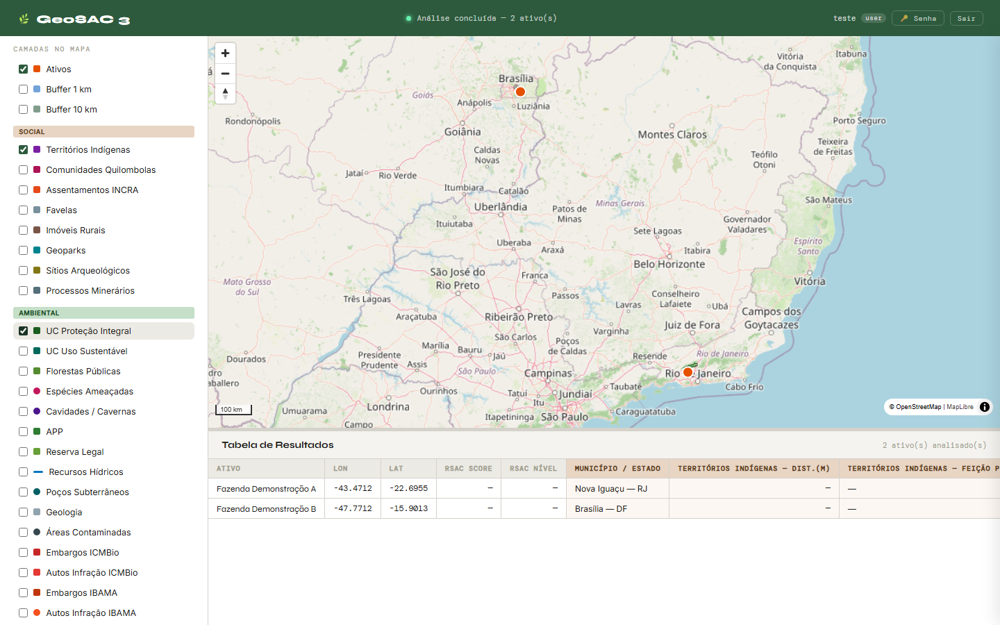 GeoSAC 3
Análise concluída — 2 ativo(s)
teste user
Senha
Sair
CAMADAS NO MAPA
Ativos
Buffer 1 km
Buffer 10 km
SOCIAL
Territórios Indígenas
Comunidades Quilombolas
Assentamentos INCRA
Favelas
Imóveis Rurais
Geoparks
Sítios Arqueológicos
Processos Minerários
AMBIENTAL
UC Proteção Integral
UC Uso Sustentável
Florestas Públicas
Espécies Ameaçadas
Cavidades / Cavernas
APP
Reserva Legal
Recursos Hídricos
Poços Subterrâneos
Geologia
Áreas Contaminadas
Embargos ICMBio
Autos Infração ICMBio
Embargos IBAMA
Autos Infração IBAMA
Vitória
da Conquista
Itabuna
Brasília
Goiás
Anápolis
Luziânia
Rondonópolis
Goiânia
Montes Claros
Porto Seguro
Caldas
Novas
Teixeira
de Freitas
Teófilo
Otoni
Jataí
Rio Verde
Itumbiara
Catalão
Uberlândia
Patos de
Minas
Minas Gerais
São Mateus
Ituiutaba
Governador
Valadares
Sete Lagoas
Uberaba
Araxá
Itabira
Espírito
Santo
Belo Horizonte
São José do
Rio Preto
Franca
Mato Grosso
do Sul
Vitória
Três Lagoas
Passos
Conselheiro
Lafaiete
Lavras
Ubá
Araçatuba
Ribeirão Preto
Campos dos
Goytacazes
Juiz de Fora
Varginha
São Carlos
Poços
de Caldas
Marília
Bauru
Jaú
Presidente
Prudente
Assis
Dourados
Resende
Rio de Janeiro
São Paulo
Campinas
Rio de Janeiro
dro
aballero
Ourinhos
Taubaté
Cabo Frio
Tatuí
Jundiaí
Itu
Londrina
Umuarama
Itapetininga
São Paulo
Caraguatatuba
Campo
100 km
© OpenStreetMap | MapLibre
Tabela de Resultados
2 ativo(s) analisado(s)
ATIVO LON LAT RSAC SCORE RSAC NÍVEL MUNICÍPIO / ESTADO TERRITÓRIOS INDÍGENAS — DIST.(M) TERRITÓRIOS INDÍGENAS — FEIÇÃO P
Fazenda Demonstração A -43.4712 -22.6955 — — Nova Iguaçu — RJ — —
Fazenda Demonstração B -47.7712 -15.9013 — — Brasília — DF — —